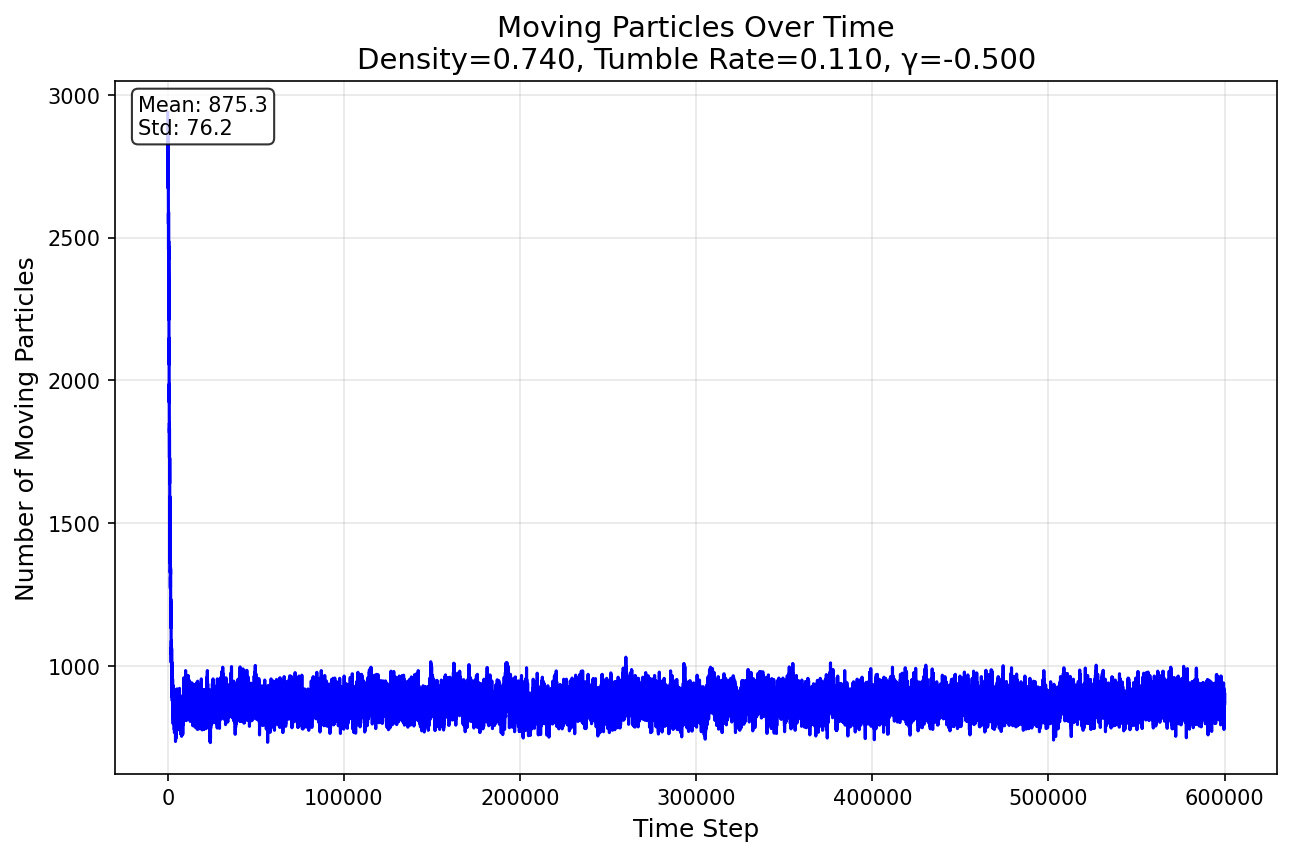 Moving Particles Over Time
Density=0.740, Tumble Rate=0.110, γ=-0.500
Mean: 875.3
Std: 76.2
Number of Moving Particles
3000
2500
2000
1500
1000
0
100000
200000
300000
400000
500000
600000
Time Step